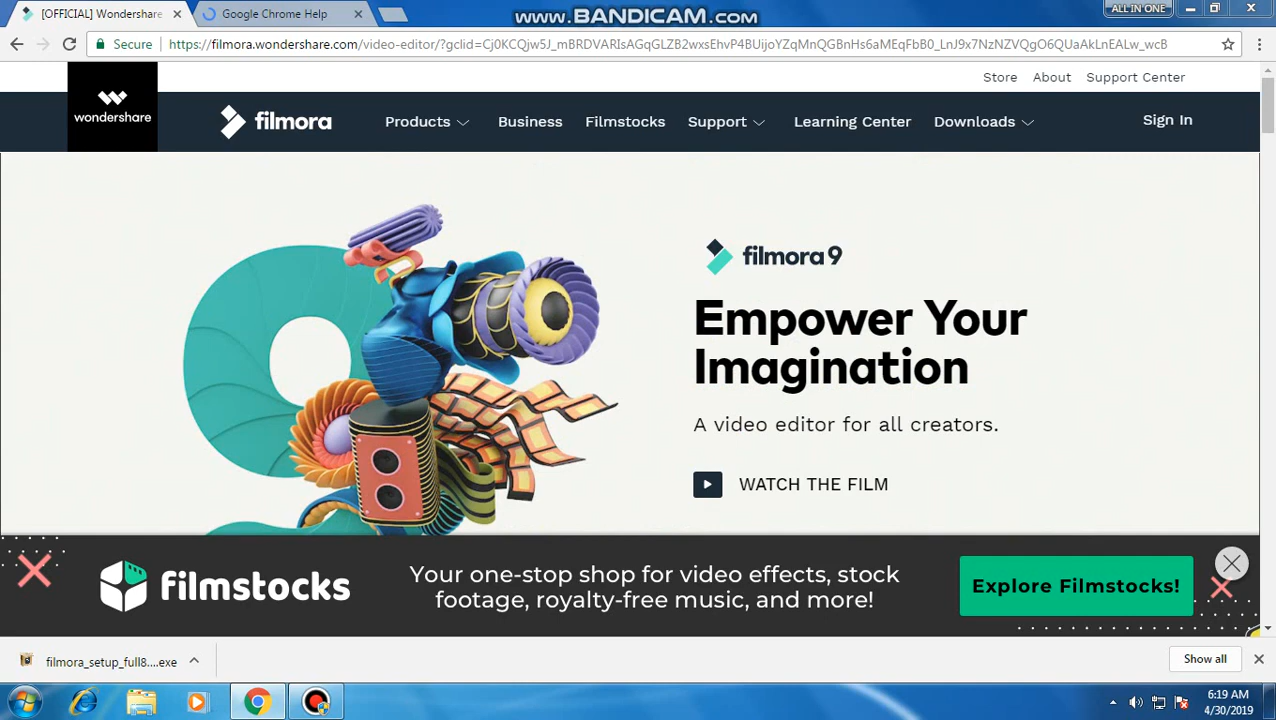 [OFFICIAL] Wondershare
Google Chrome Help
www.BANDICAM.com
ALL IN ONE
Secure
https://filmora.wondershare.com/video-editor/?gclid=Cj0KCQjw5J_mBRDVARIsAGqGLZB2wxsEhvP4BUijoYZqMnQGBnHs6aMEqFbB0_LnJ9x7NzNZVQgO6QUaAkLnEALw_wcB
Store About Support Center
wondershare
filmora
Products Business Filmstocks Support Learning Center Downloads Sign In
filmora9
Empower Your
Imagination
A video editor for all creators.
WATCH THE FILM
filmstocks
Your one-stop shop for video effects, stock
footage, royalty-free music, and more!
Explore Filmstocks!
filmora_setup_full8....exe
Show all
6:19 AM
4/30/2019